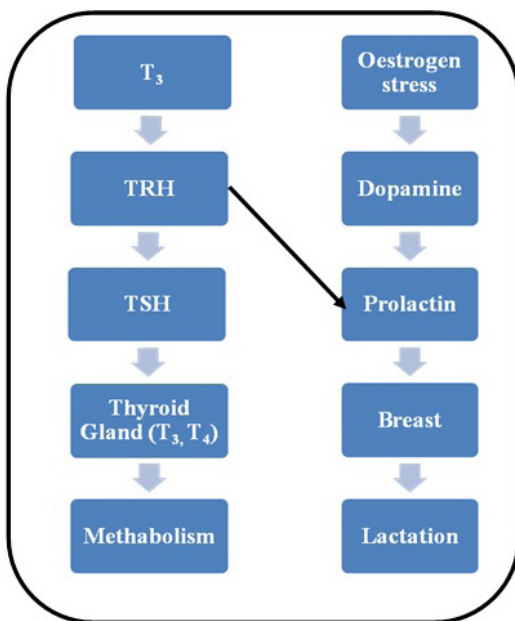 T₃
TRH
TSH
Thyroid
Gland (T₃, T₄)
Methabolism
Oestrogen
stress
Dopamine
Prolactin
Breast
Lactation